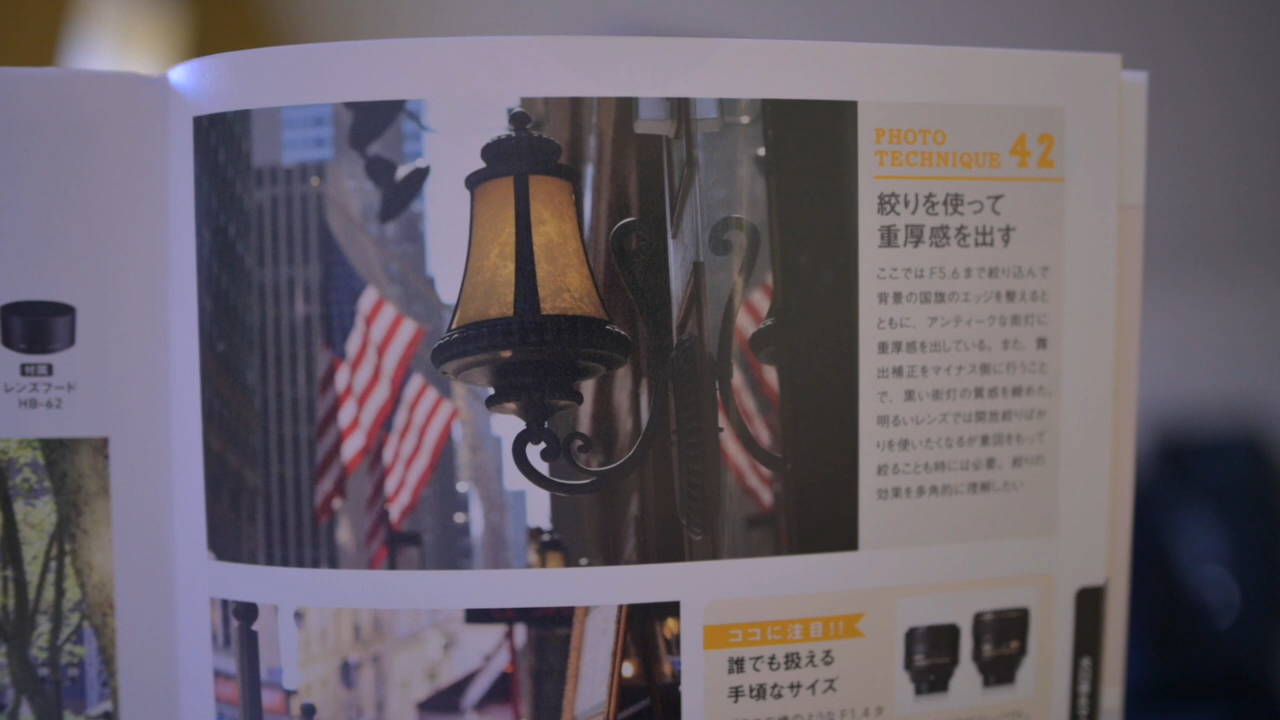 付属
レンズフード
HB-62
PHOTO
TECHNIQUE 42
絞りを使って
重厚感を出す
ここではF5.6まで絞り込んで
背景の国旗のエッジを整えると
ともに、アンティークな街灯に
重厚感を出している。また、露
出補正をマイナス側に行うこと
で、黒い街灯の質感を締めた。
明るいレンズでは開放絞りばか
りを使いたくなるが意図をもって
絞ることも時には必要。絞りの
効果を多角的に理解したい
ココに注目!!
誰でも扱える
手頃なサイズ